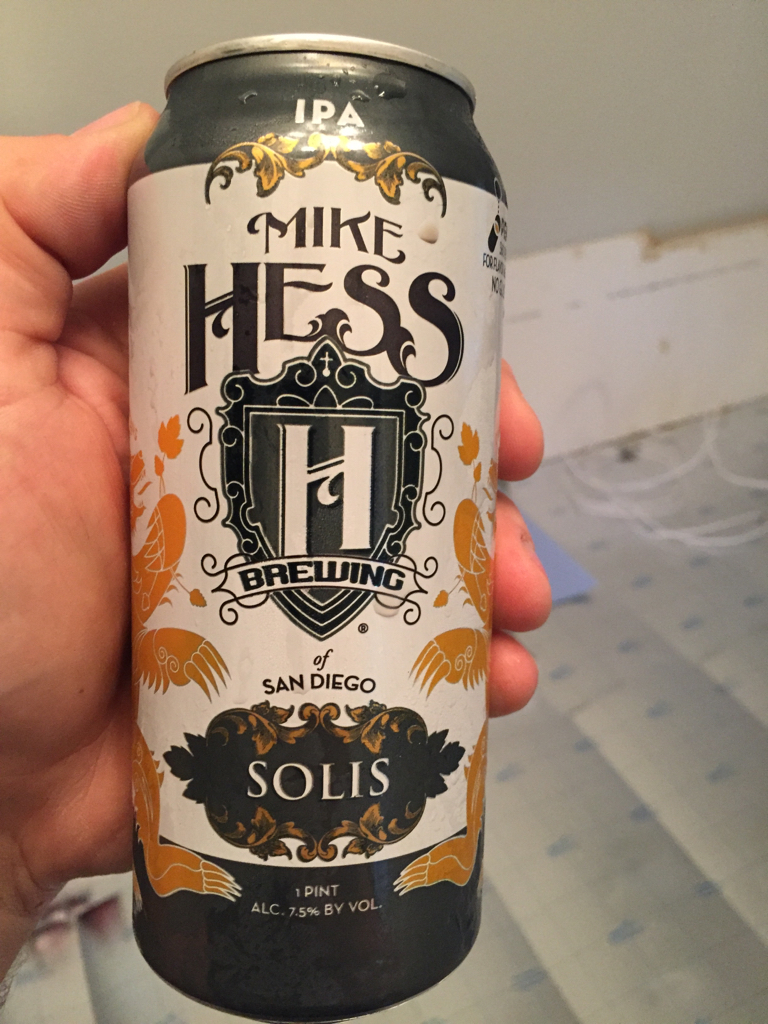 IPA
MIKE
HESS
H
BREWING
®
of
SAN DIEGO
SOLIS
1 PINT
ALC. 7.5% BY VOL.